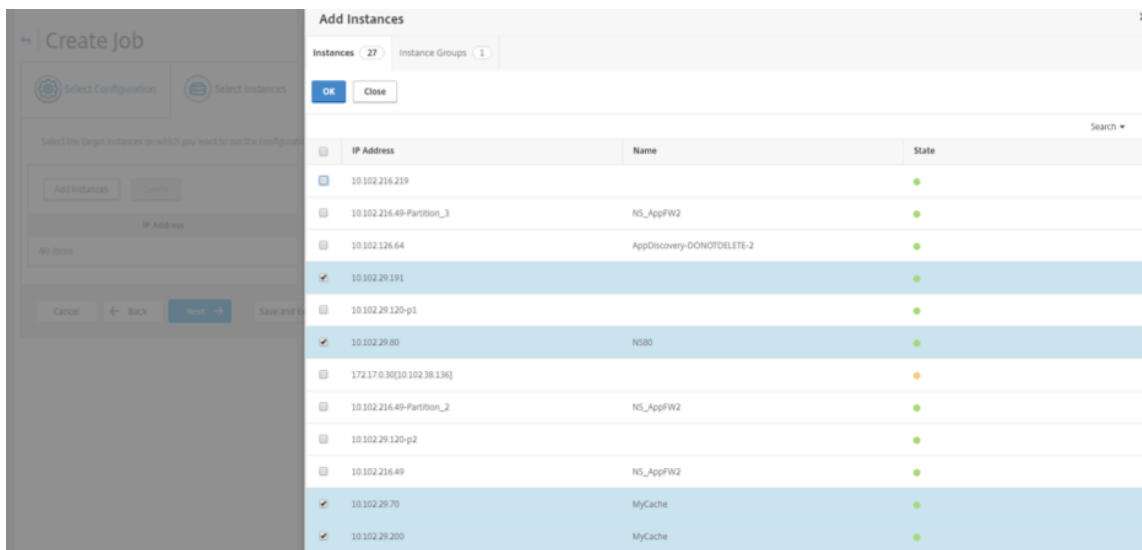 Create Job
Select Configuration
Select Instances
Select the target instances on which you want to run the configuratio
Add Instances
Delete
IP Address
No items
Cancel
← Back
Next →
Save and E
Add Instances
Instances 27
Instance Groups 1
OK
Close
Search
IP Address Name State
10.102.216.219
10.102.216.49-Partition_3 NS_AppFW2
10.102.126.64 AppDiscovery-DONOTDELETE-2
10.102.29.191
10.102.29.120-p1
10.102.29.80 NS80
172.17.0.30[10.102.38.136]
10.102.216.49-Partition_2 NS_AppFW2
10.102.29.120-p2
10.102.216.49 NS_AppFW2
10.102.29.70 MyCache
10.102.29.200 MyCache